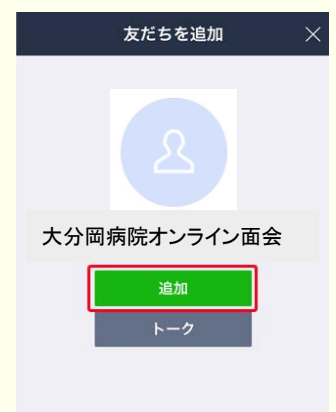 友だちを追加
大分岡病院オンライン面会
追加
トーク